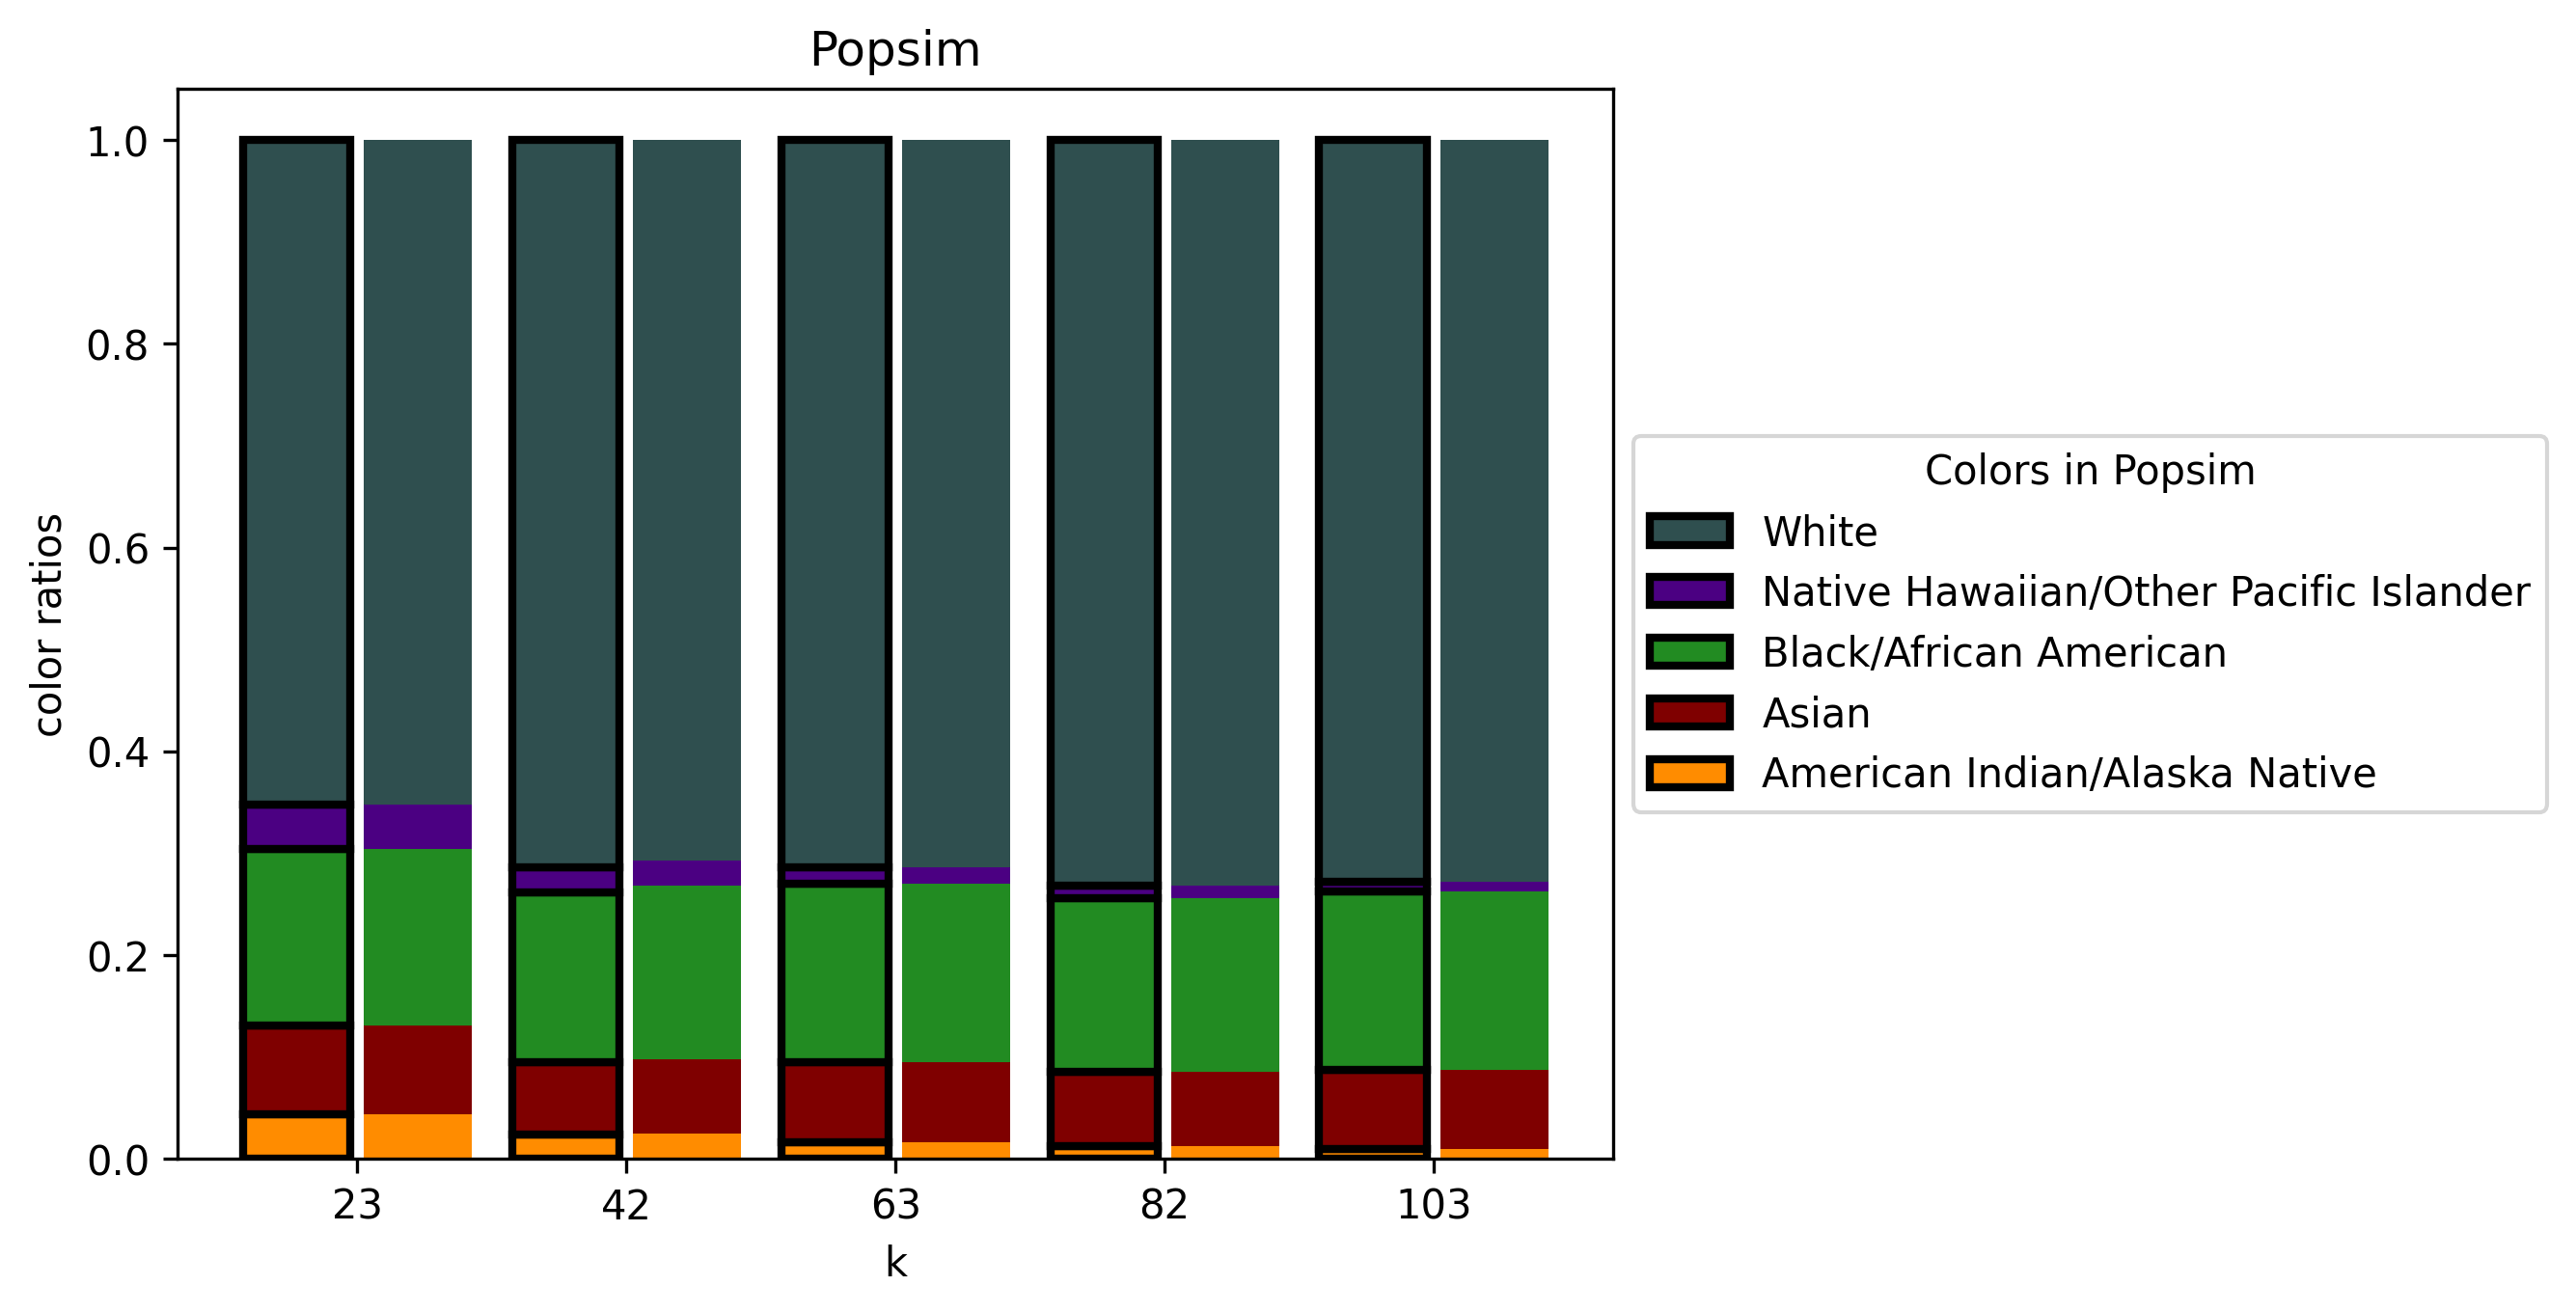 Popsim
1.0
0.8
0.6
0.4
0.2
0.0
color ratios
23
42
63
82
103
k
Colors in Popsim
White
Native Hawaiian/Other Pacific Islander
Black/African American
Asian
American Indian/Alaska Native